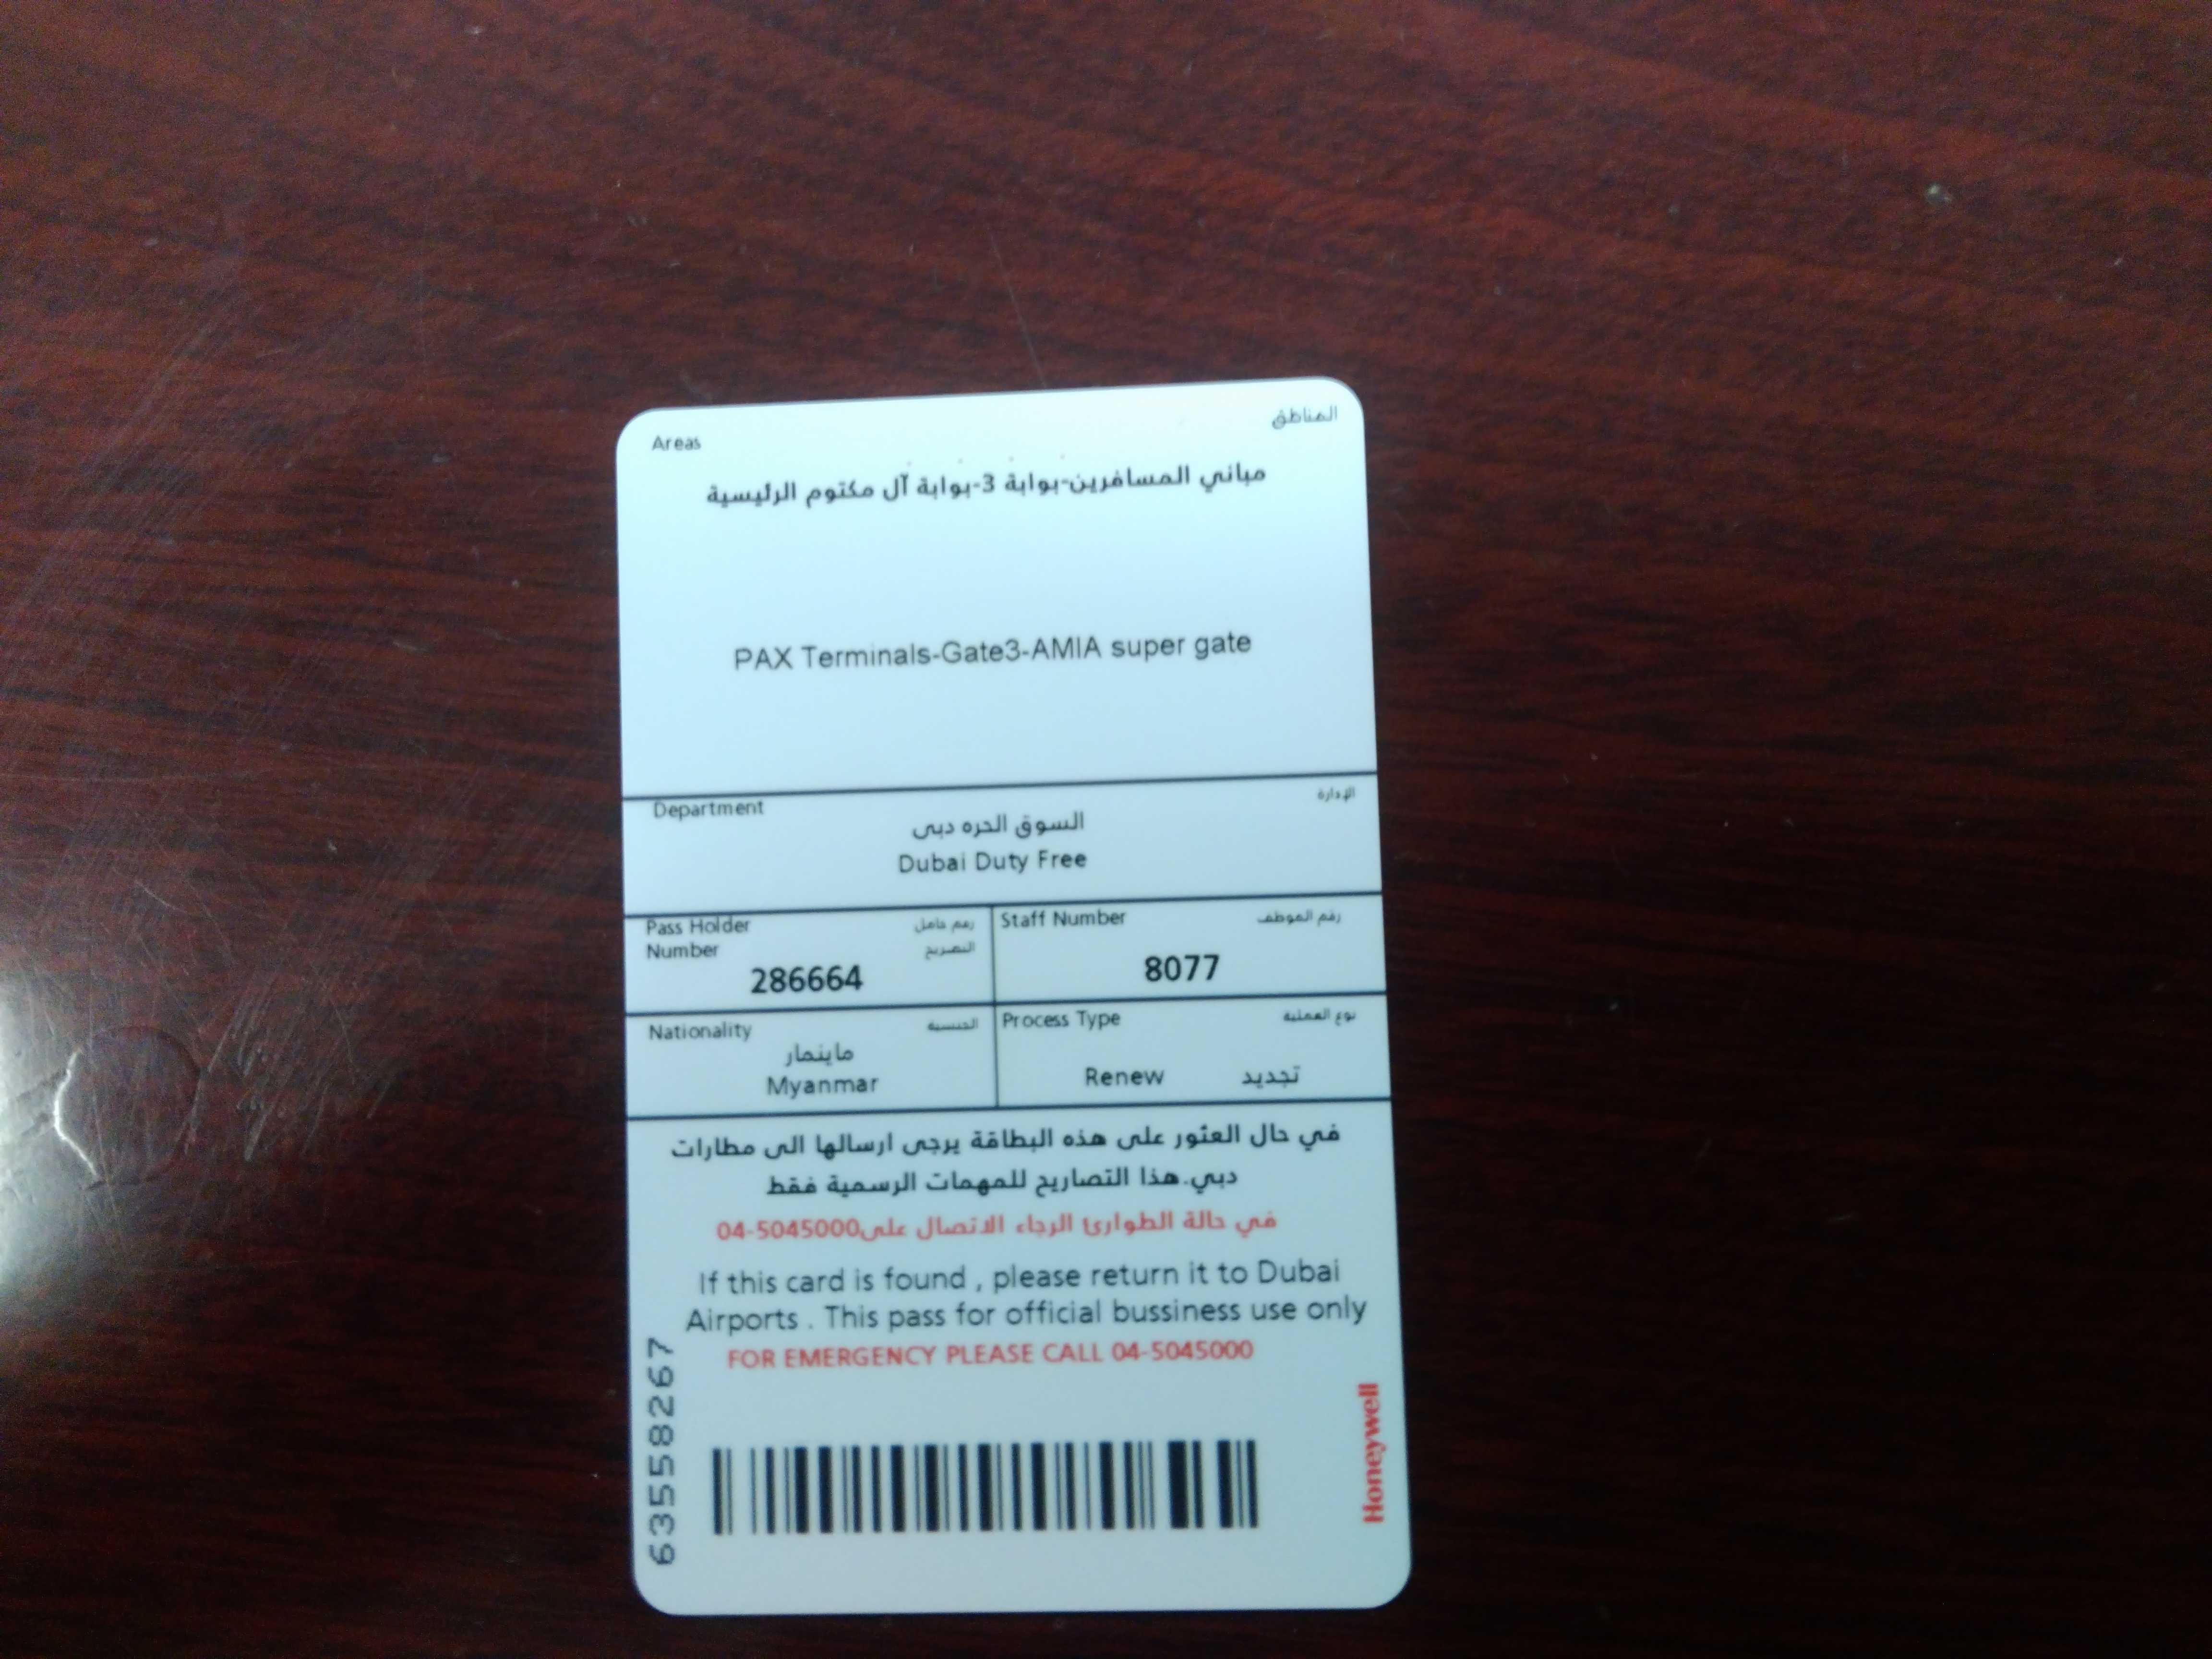 Areas المناطق
مباني المسافرين-بوابة 3-بوابة آل مكتوم الرئيسية
PAX Terminals-Gate3-AMIA super gate
Department الإدارة
السوق الحره دبى
Dubai Duty Free
Pass Holder رقم حامل
Number التصريح
286664
Staff Number رقم الموظف
8077
Nationality الجنسية
ماينمار
Myanmar
Process Type نوع العملية
Renew تجديد
في حال العثور على هذه البطاقة يرجى ارسالها الى مطارات
دبي.هذا التصاريح للمهمات الرسمية فقط
في حالة الطوارئ الرجاء الاتصال على04-5045000
If this card is found , please return it to Dubai
Airports . This pass for official bussiness use only
FOR EMERGENCY PLEASE CALL 04-5045000
63558267
Honeywell